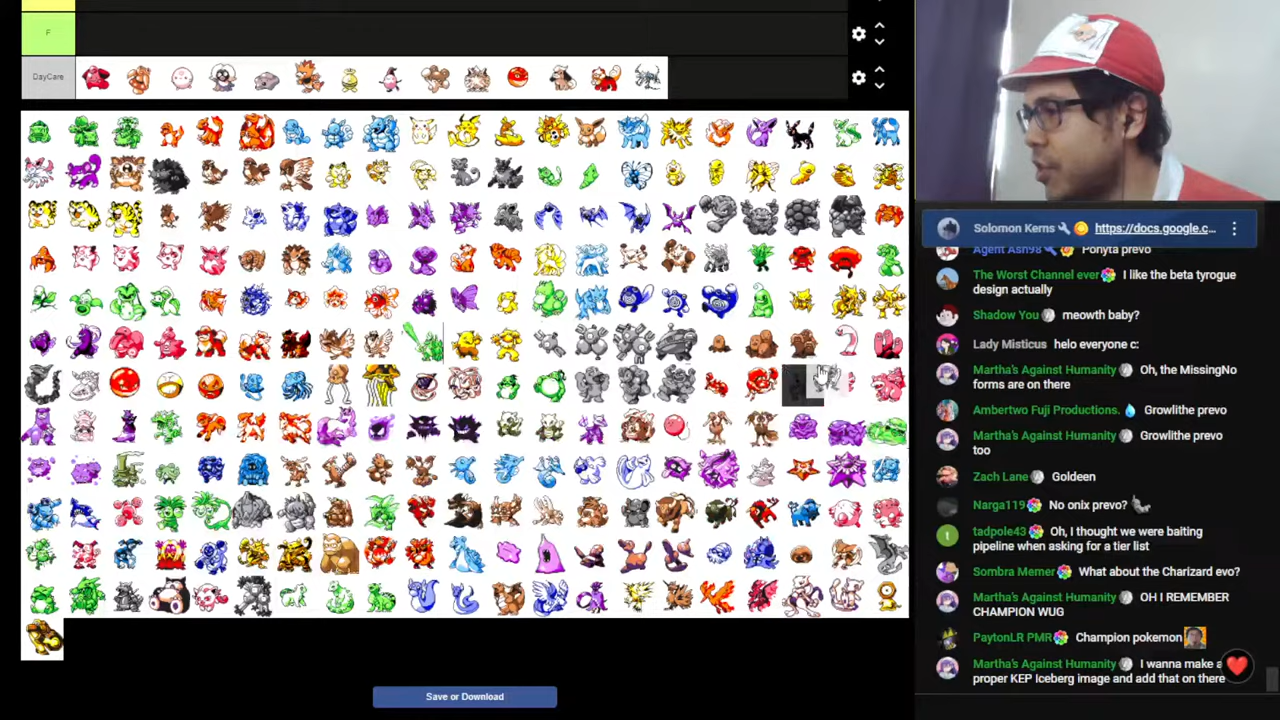 F
DayCare
Save or Download
Solomon Kerns https://docs.google.c...
Agent Ash98 Ponyta prevo
The Worst Channel ever I like the beta tyrogue
design actually
Shadow You meowth baby?
Lady Misticus helo everyone c:
Martha's Against Humanity Oh, the MissingNo
forms are on there
Ambertwo Fuji Productions. Growlithe prevo
Martha's Against Humanity Growlithe prevo
too
Zach Lane Goldeen
Narga119 No onix prevo?
tadpole43 Oh, I thought we were baiting
pipeline when asking for a tier list
Sombra Memer What about the Charizard evo?
Martha's Against Humanity OH I REMEMBER
CHAMPION WUG
PaytonLR PMR Champion pokemon
Martha's Against Humanity I wanna make a
proper KEP Iceberg image and add that on there